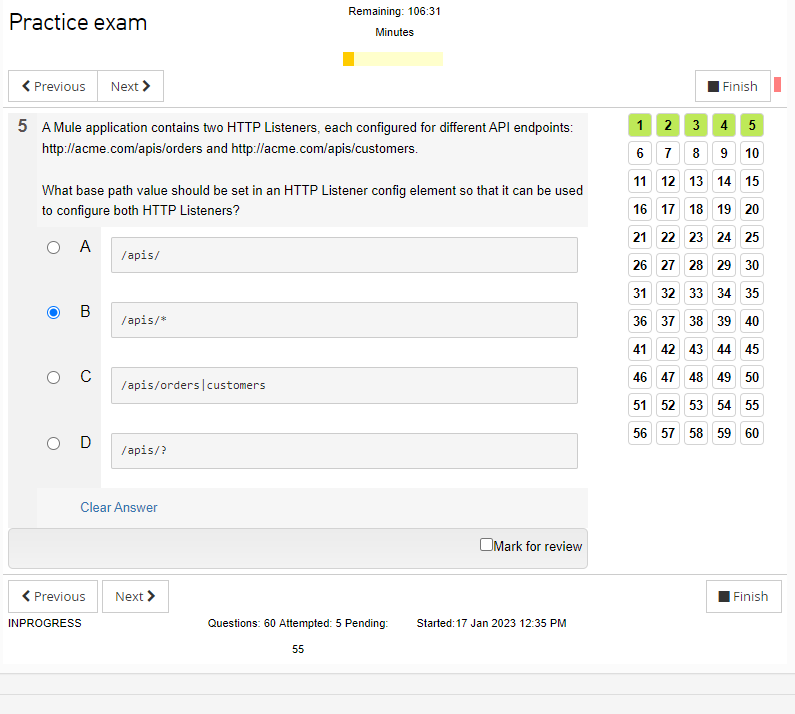 Practice exam
Remaining: 106:31
Minutes
Previous Next Finish
5 A Mule application contains two HTTP Listeners, each configured for different API endpoints:
http://acme.com/apis/orders and http://acme.com/apis/customers.
What base path value should be set in an HTTP Listener config element so that it can be used
to configure both HTTP Listeners?
A /apis/
B /apis/*
C /apis/orders|customers
D /apis/?
Clear Answer
Mark for review
1 2 3 4 5
6 7 8 9 10
11 12 13 14 15
16 17 18 19 20
21 22 23 24 25
26 27 28 29 30
31 32 33 34 35
36 37 38 39 40
41 42 43 44 45
46 47 48 49 50
51 52 53 54 55
56 57 58 59 60
Previous Next Finish
INPROGRESS Questions: 60 Attempted: 5 Pending: Started:17 Jan 2023 12:35 PM
55